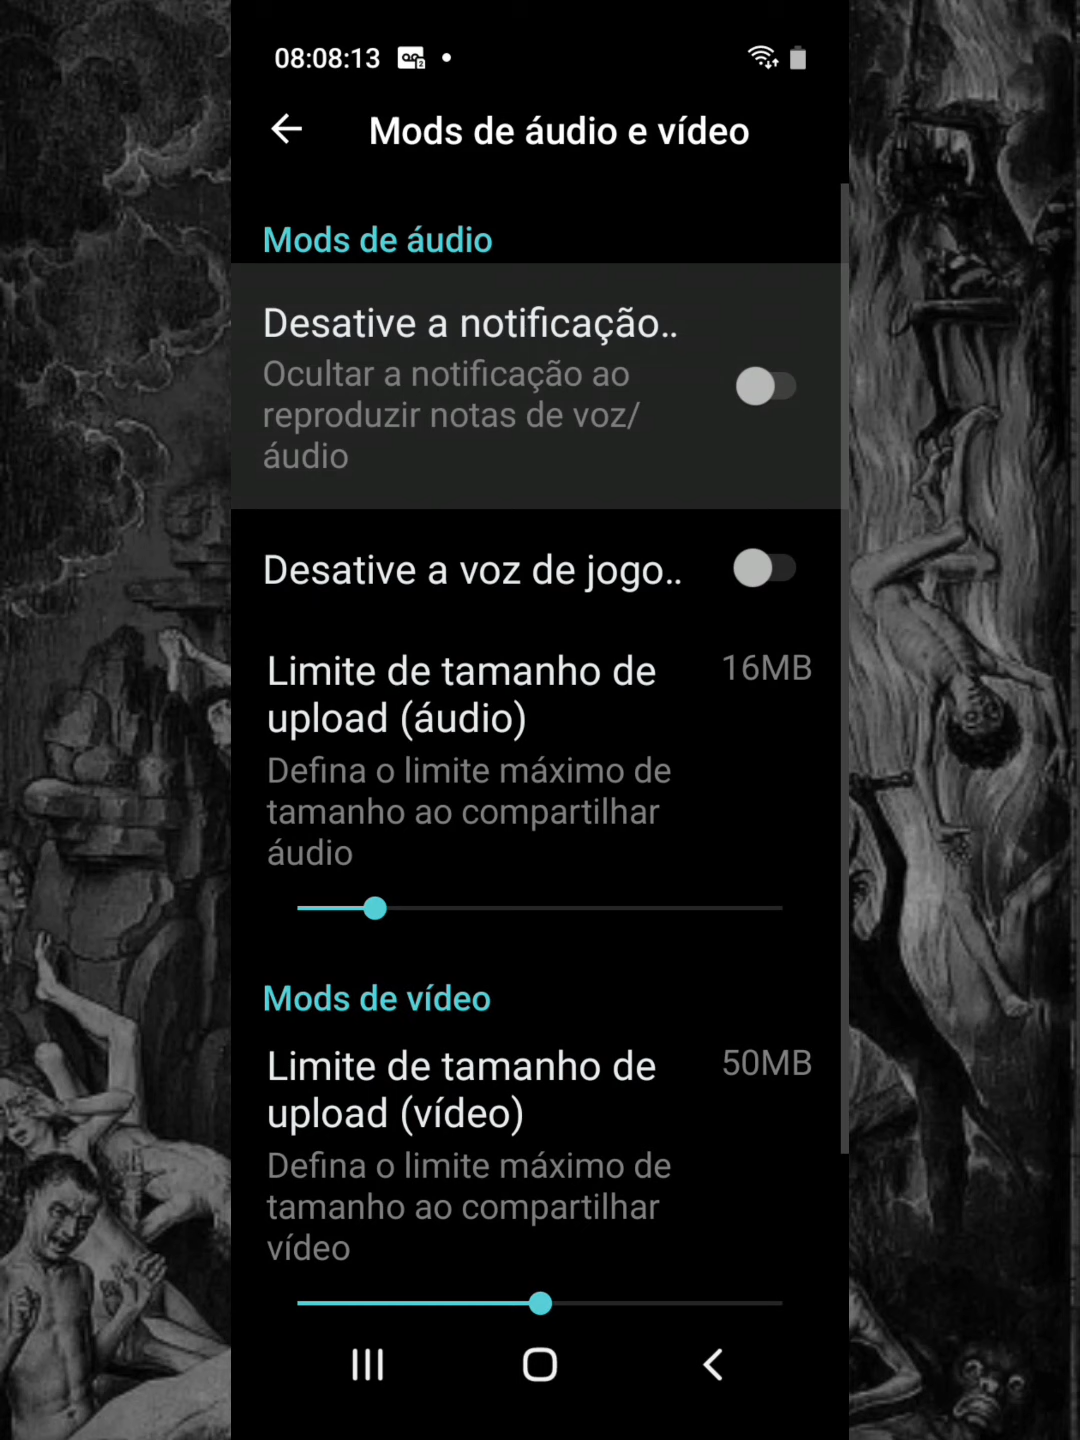 08:08:13
Mods de áudio e vídeo
Mods de áudio
Desative a notificação..
Ocultar a notificação ao
reproduzir notas de voz/
áudio
Desative a voz de jogo..
Limite de tamanho de
16MB
upload (áudio)
Defina o limite máximo de
tamanho ao compartilhar
áudio
Mods de vídeo
Limite de tamanho de
50MB
upload (vídeo)
Defina o limite máximo de
tamanho ao compartilhar
vídeo